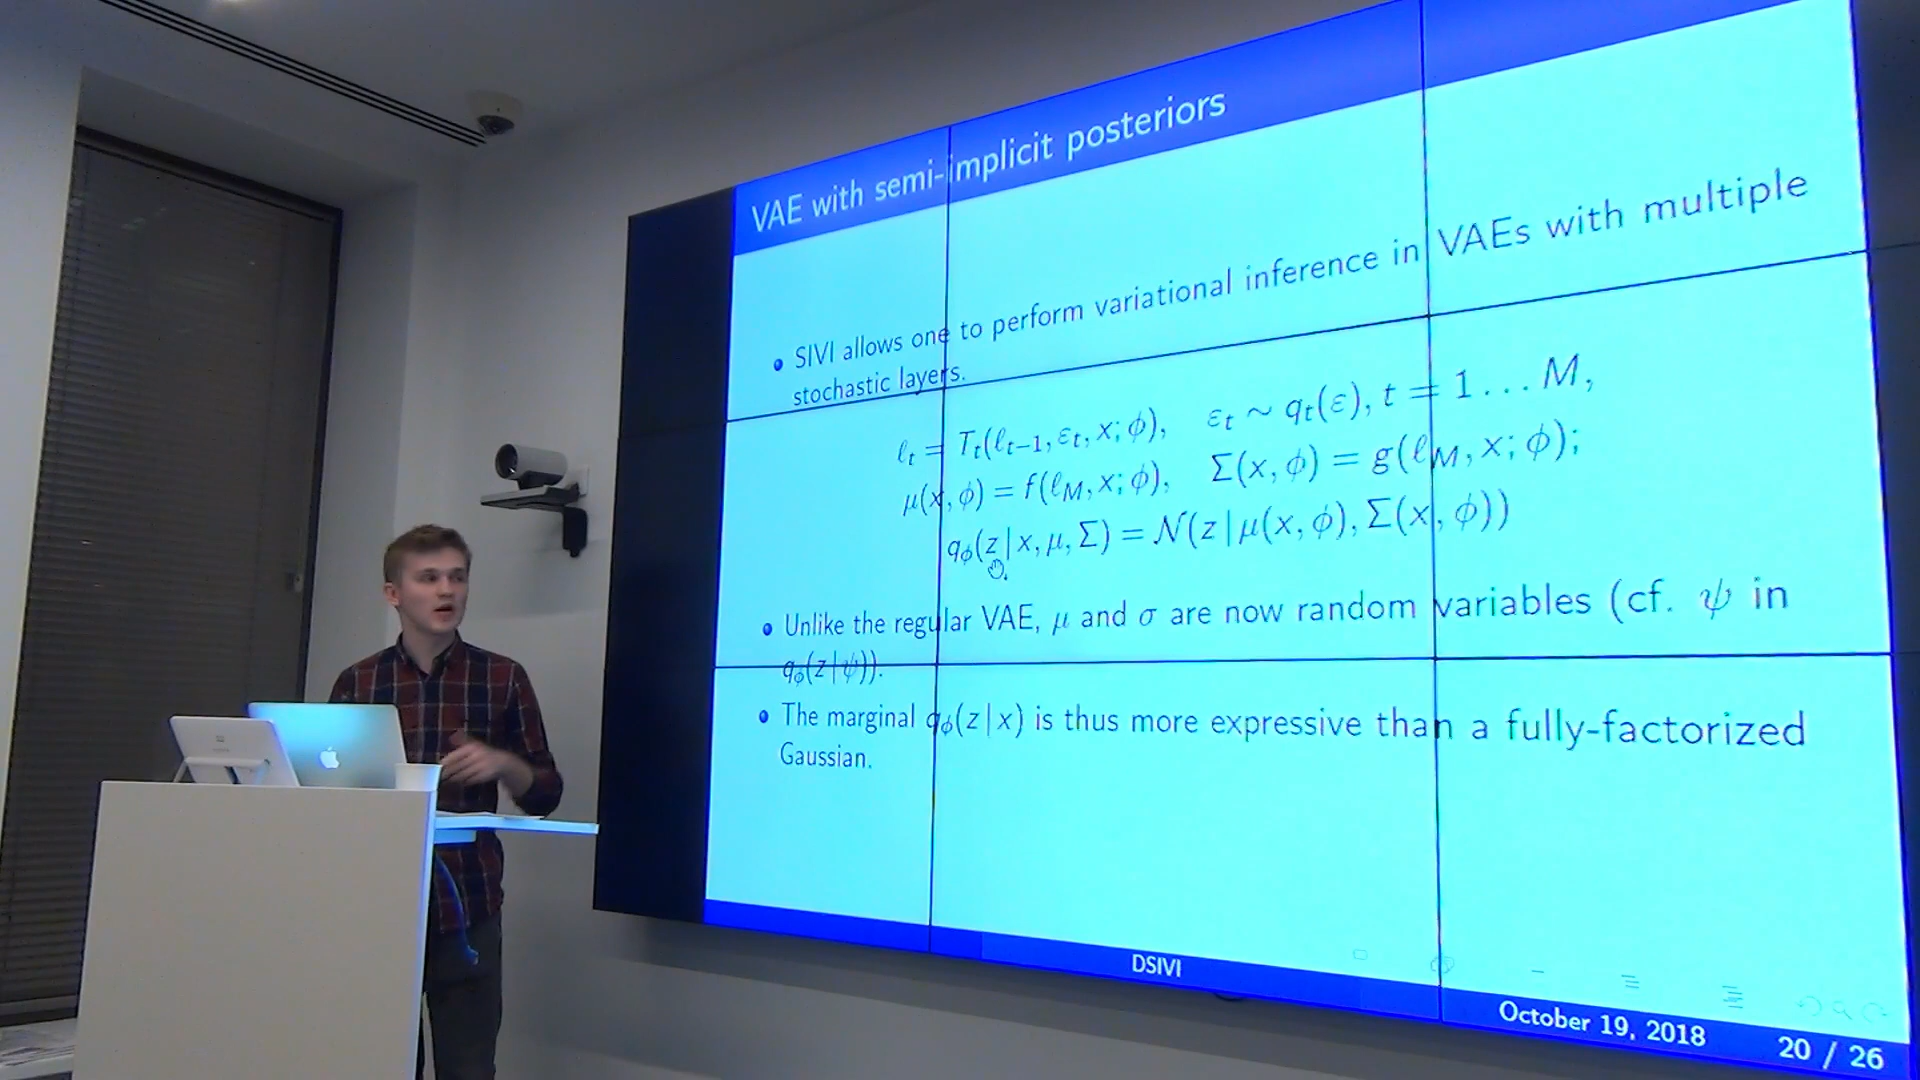 VAE with semi-implicit posteriors
• SIVI allows one to perform variational inference in VAEs with multiple
stochastic layers.
ℓ_t = T_t(ℓ_{t−1}, ε_t, x; ϕ), ε_t ∼ q_t(ε), t = 1 … M,
μ(x, ϕ) = f(ℓ_M, x; ϕ), Σ(x, ϕ) = g(ℓ_M, x; ϕ);
q_ϕ(z | x, μ, Σ) = 𝒩(z | μ(x, ϕ), Σ(x, ϕ))
• Unlike the regular VAE, μ and σ are now random variables (cf. ψ in
q_ϕ(z | ψ)).
• The marginal q_ϕ(z | x) is thus more expressive than a fully-factorized
Gaussian.
DSIVI
October 19, 2018
20 / 26